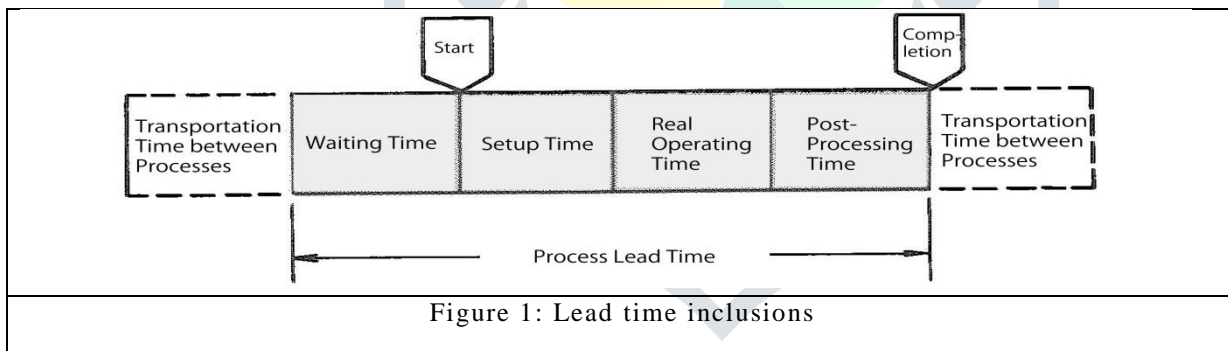 Start
Comp-
letion
Transportation
Time between
Processes
Waiting Time
Setup Time
Real
Operating
Time
Post-
Processing
Time
Transportation
Time between
Processes
Process Lead Time
Figure 1: Lead time inclusions